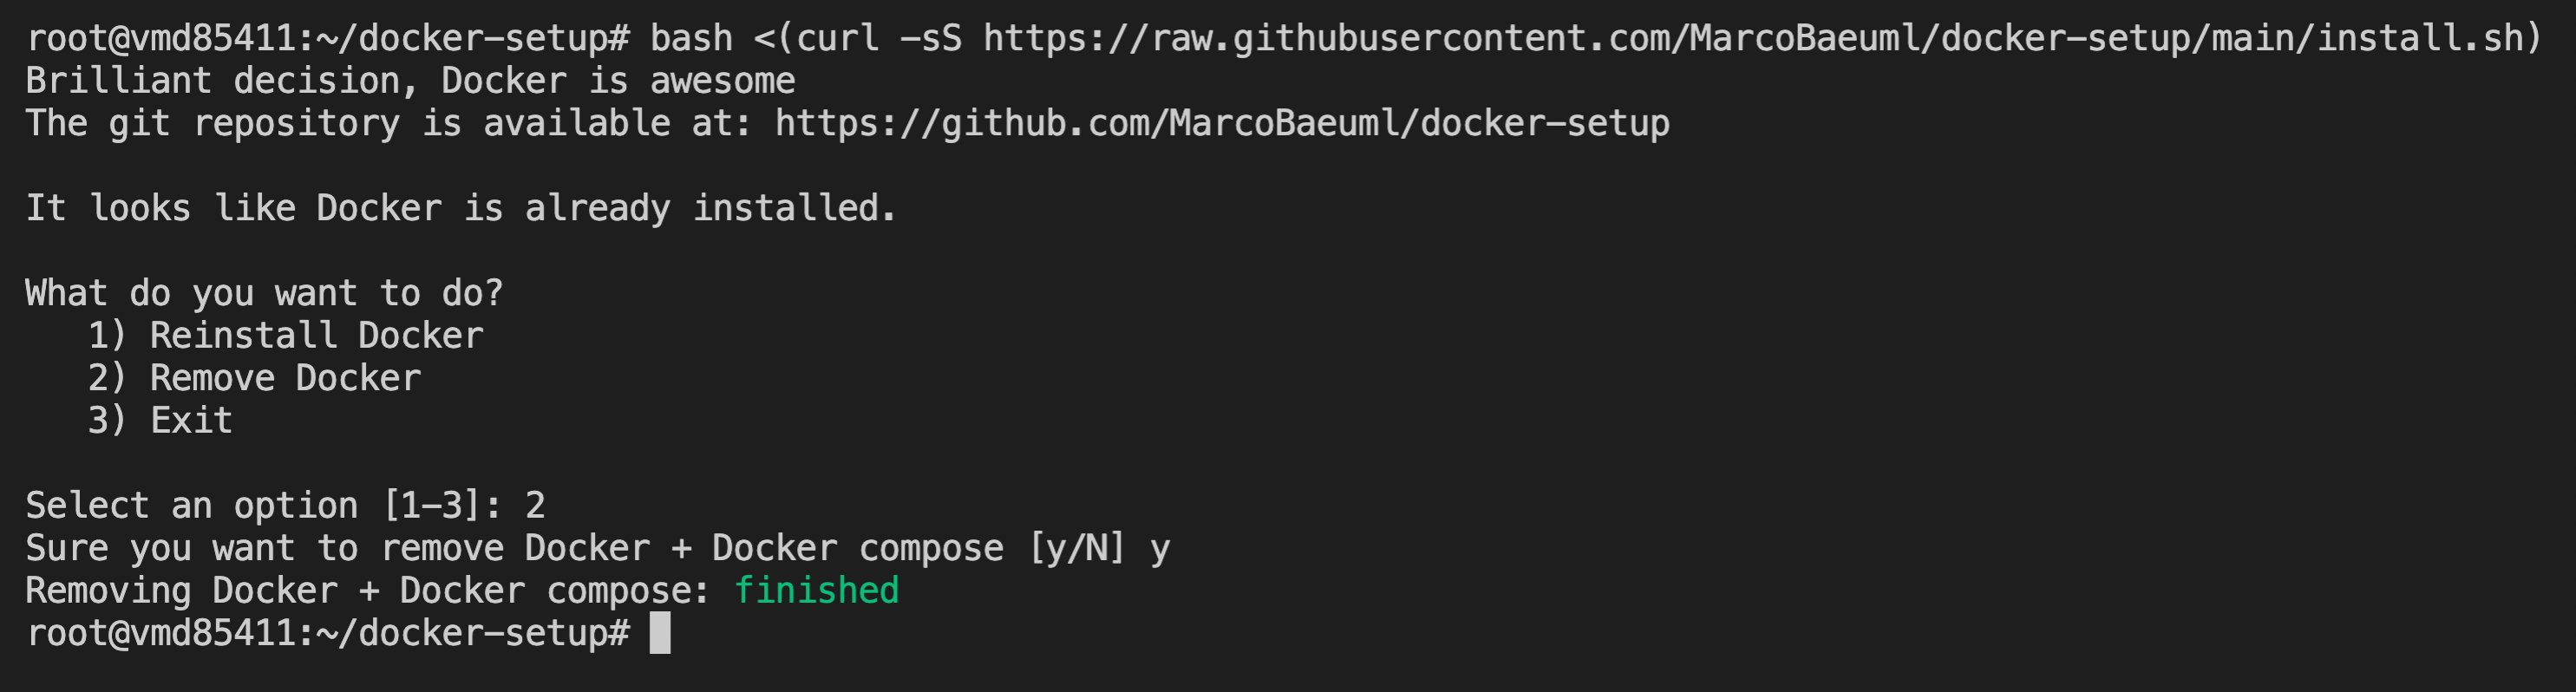 root@vmd85411:~/docker-setup# bash <(curl -sS https://raw.githubusercontent.com/MarcoBaeuml/docker-setup/main/install.sh)
Brilliant decision, Docker is awesome
The git repository is available at: https://github.com/MarcoBaeuml/docker-setup

It looks like Docker is already installed.

What do you want to do?
   1) Reinstall Docker
   2) Remove Docker
   3) Exit

Select an option [1-3]: 2
Sure you want to remove Docker + Docker compose [y/N] y
Removing Docker + Docker compose: finished
root@vmd85411:~/docker-setup#